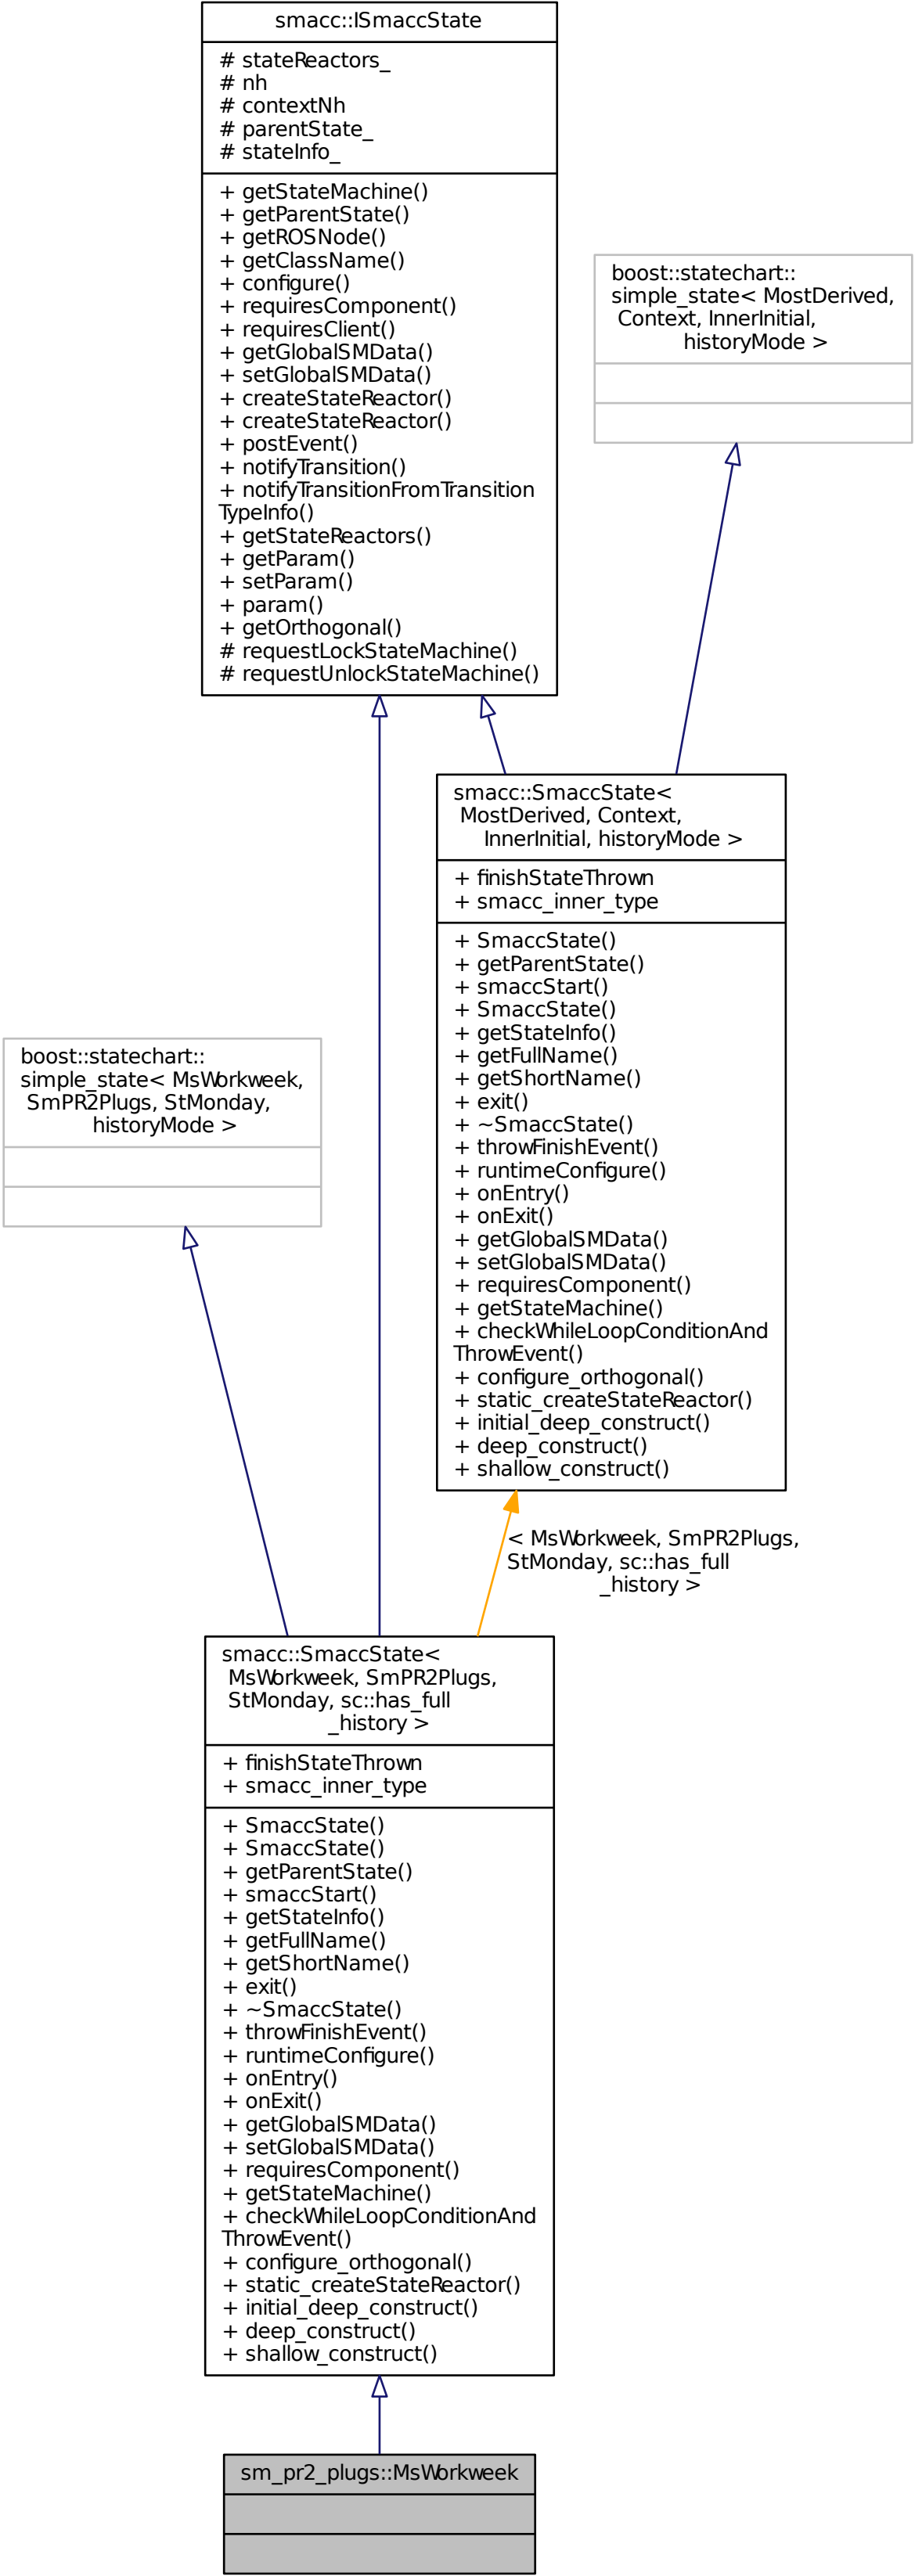 smacc::ISmaccState
# stateReactors_
# nh
# contextNh
# parentState_
# stateInfo_
+ getStateMachine()
+ getParentState()
+ getROSNode()
+ getClassName()
+ configure()
+ requiresComponent()
+ requiresClient()
+ getGlobalSMData()
+ setGlobalSMData()
+ createStateReactor()
+ createStateReactor()
+ postEvent()
+ notifyTransition()
+ notifyTransitionFromTransition
TypeInfo()
+ getStateReactors()
+ getParam()
+ setParam()
+ param()
+ getOrthogonal()
# requestLockStateMachine()
# requestUnlockStateMachine()
boost::statechart::
simple_state< MostDerived,
Context, InnerInitial,
historyMode >
smacc::SmaccState<
MostDerived, Context,
InnerInitial, historyMode >
+ finishStateThrown
+ smacc_inner_type
+ SmaccState()
+ getParentState()
+ smaccStart()
+ SmaccState()
+ getStateInfo()
+ getFullName()
+ getShortName()
+ exit()
+ ~SmaccState()
+ throwFinishEvent()
+ runtimeConfigure()
+ onEntry()
+ onExit()
+ getGlobalSMData()
+ setGlobalSMData()
+ requiresComponent()
+ getStateMachine()
+ checkWhileLoopConditionAnd
ThrowEvent()
+ configure_orthogonal()
+ static_createStateReactor()
+ initial_deep_construct()
+ deep_construct()
+ shallow_construct()
boost::statechart::
simple_state< MsWorkweek,
SmPR2Plugs, StMonday,
historyMode >
< MsWorkweek, SmPR2Plugs,
StMonday, sc::has_full
_history >
smacc::SmaccState<
MsWorkweek, SmPR2Plugs,
StMonday, sc::has_full
_history >
+ finishStateThrown
+ smacc_inner_type
+ SmaccState()
+ SmaccState()
+ getParentState()
+ smaccStart()
+ getStateInfo()
+ getFullName()
+ getShortName()
+ exit()
+ ~SmaccState()
+ throwFinishEvent()
+ runtimeConfigure()
+ onEntry()
+ onExit()
+ getGlobalSMData()
+ setGlobalSMData()
+ requiresComponent()
+ getStateMachine()
+ checkWhileLoopConditionAnd
ThrowEvent()
+ configure_orthogonal()
+ static_createStateReactor()
+ initial_deep_construct()
+ deep_construct()
+ shallow_construct()
sm_pr2_plugs::MsWorkweek